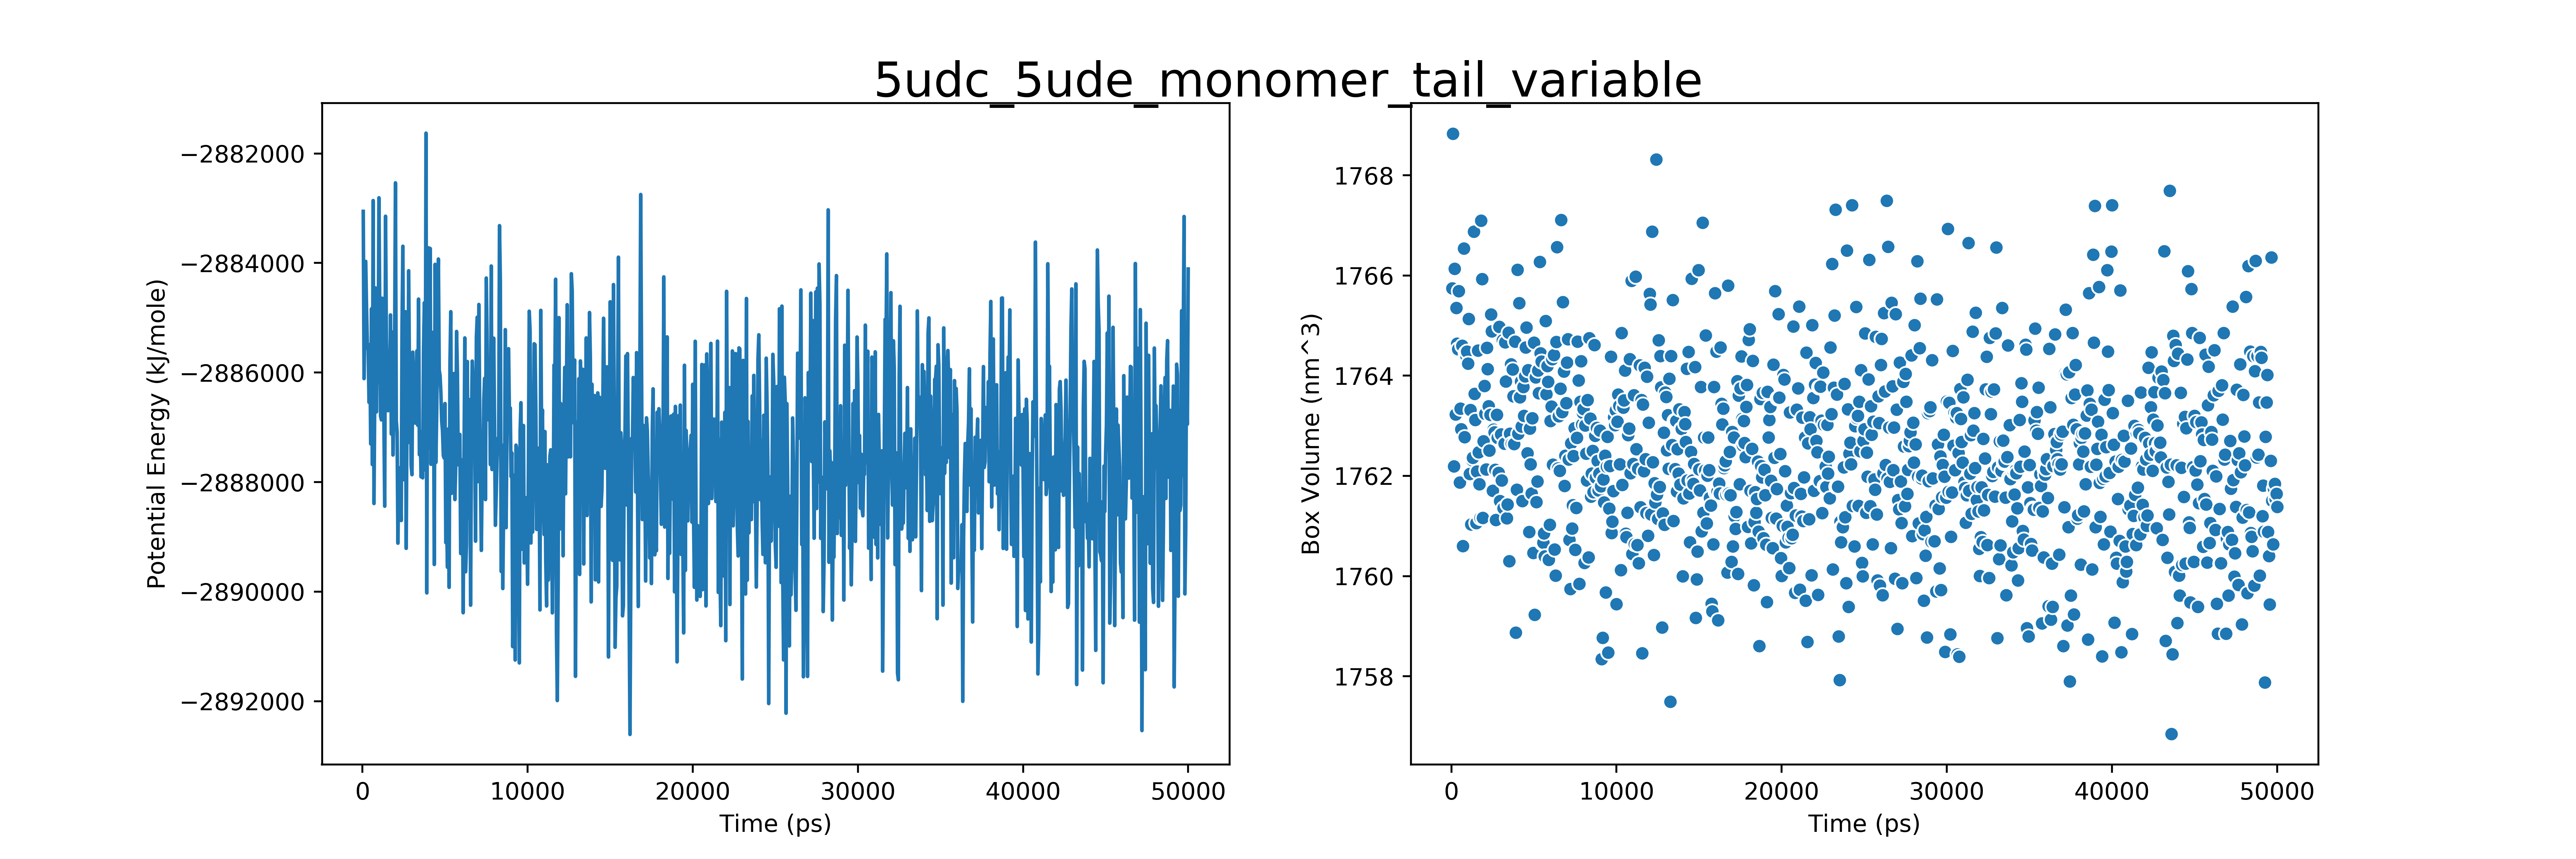 5udc_5ude_monomer_tail_variable
Potential Energy (kJ/mole)
−2882000
−2884000
−2886000
−2888000
−2890000
−2892000
0 10000 20000 30000 40000 50000
Time (ps)
Box Volume (nm^3)
1768
1766
1764
1762
1760
1758
0 10000 20000 30000 40000 50000
Time (ps)